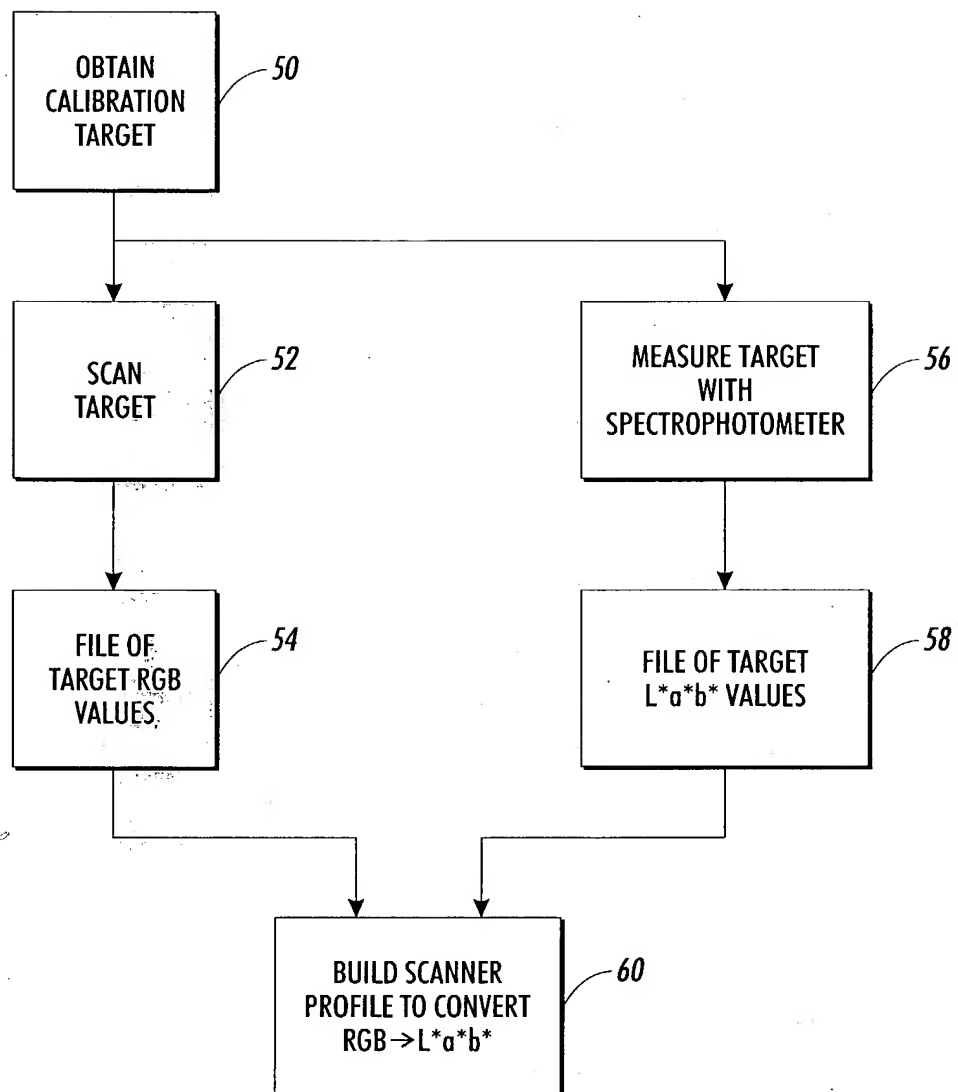 OBTAIN
CALIBRATION
TARGET
50
SCAN
TARGET
52
MEASURE TARGET
WITH
SPECTROPHOTOMETER
56
FILE OF
TARGET RGB
VALUES
54
FILE OF TARGET
L*a*b* VALUES
58
BUILD SCANNER
PROFILE TO CONVERT
RGB→L*a*b*
60